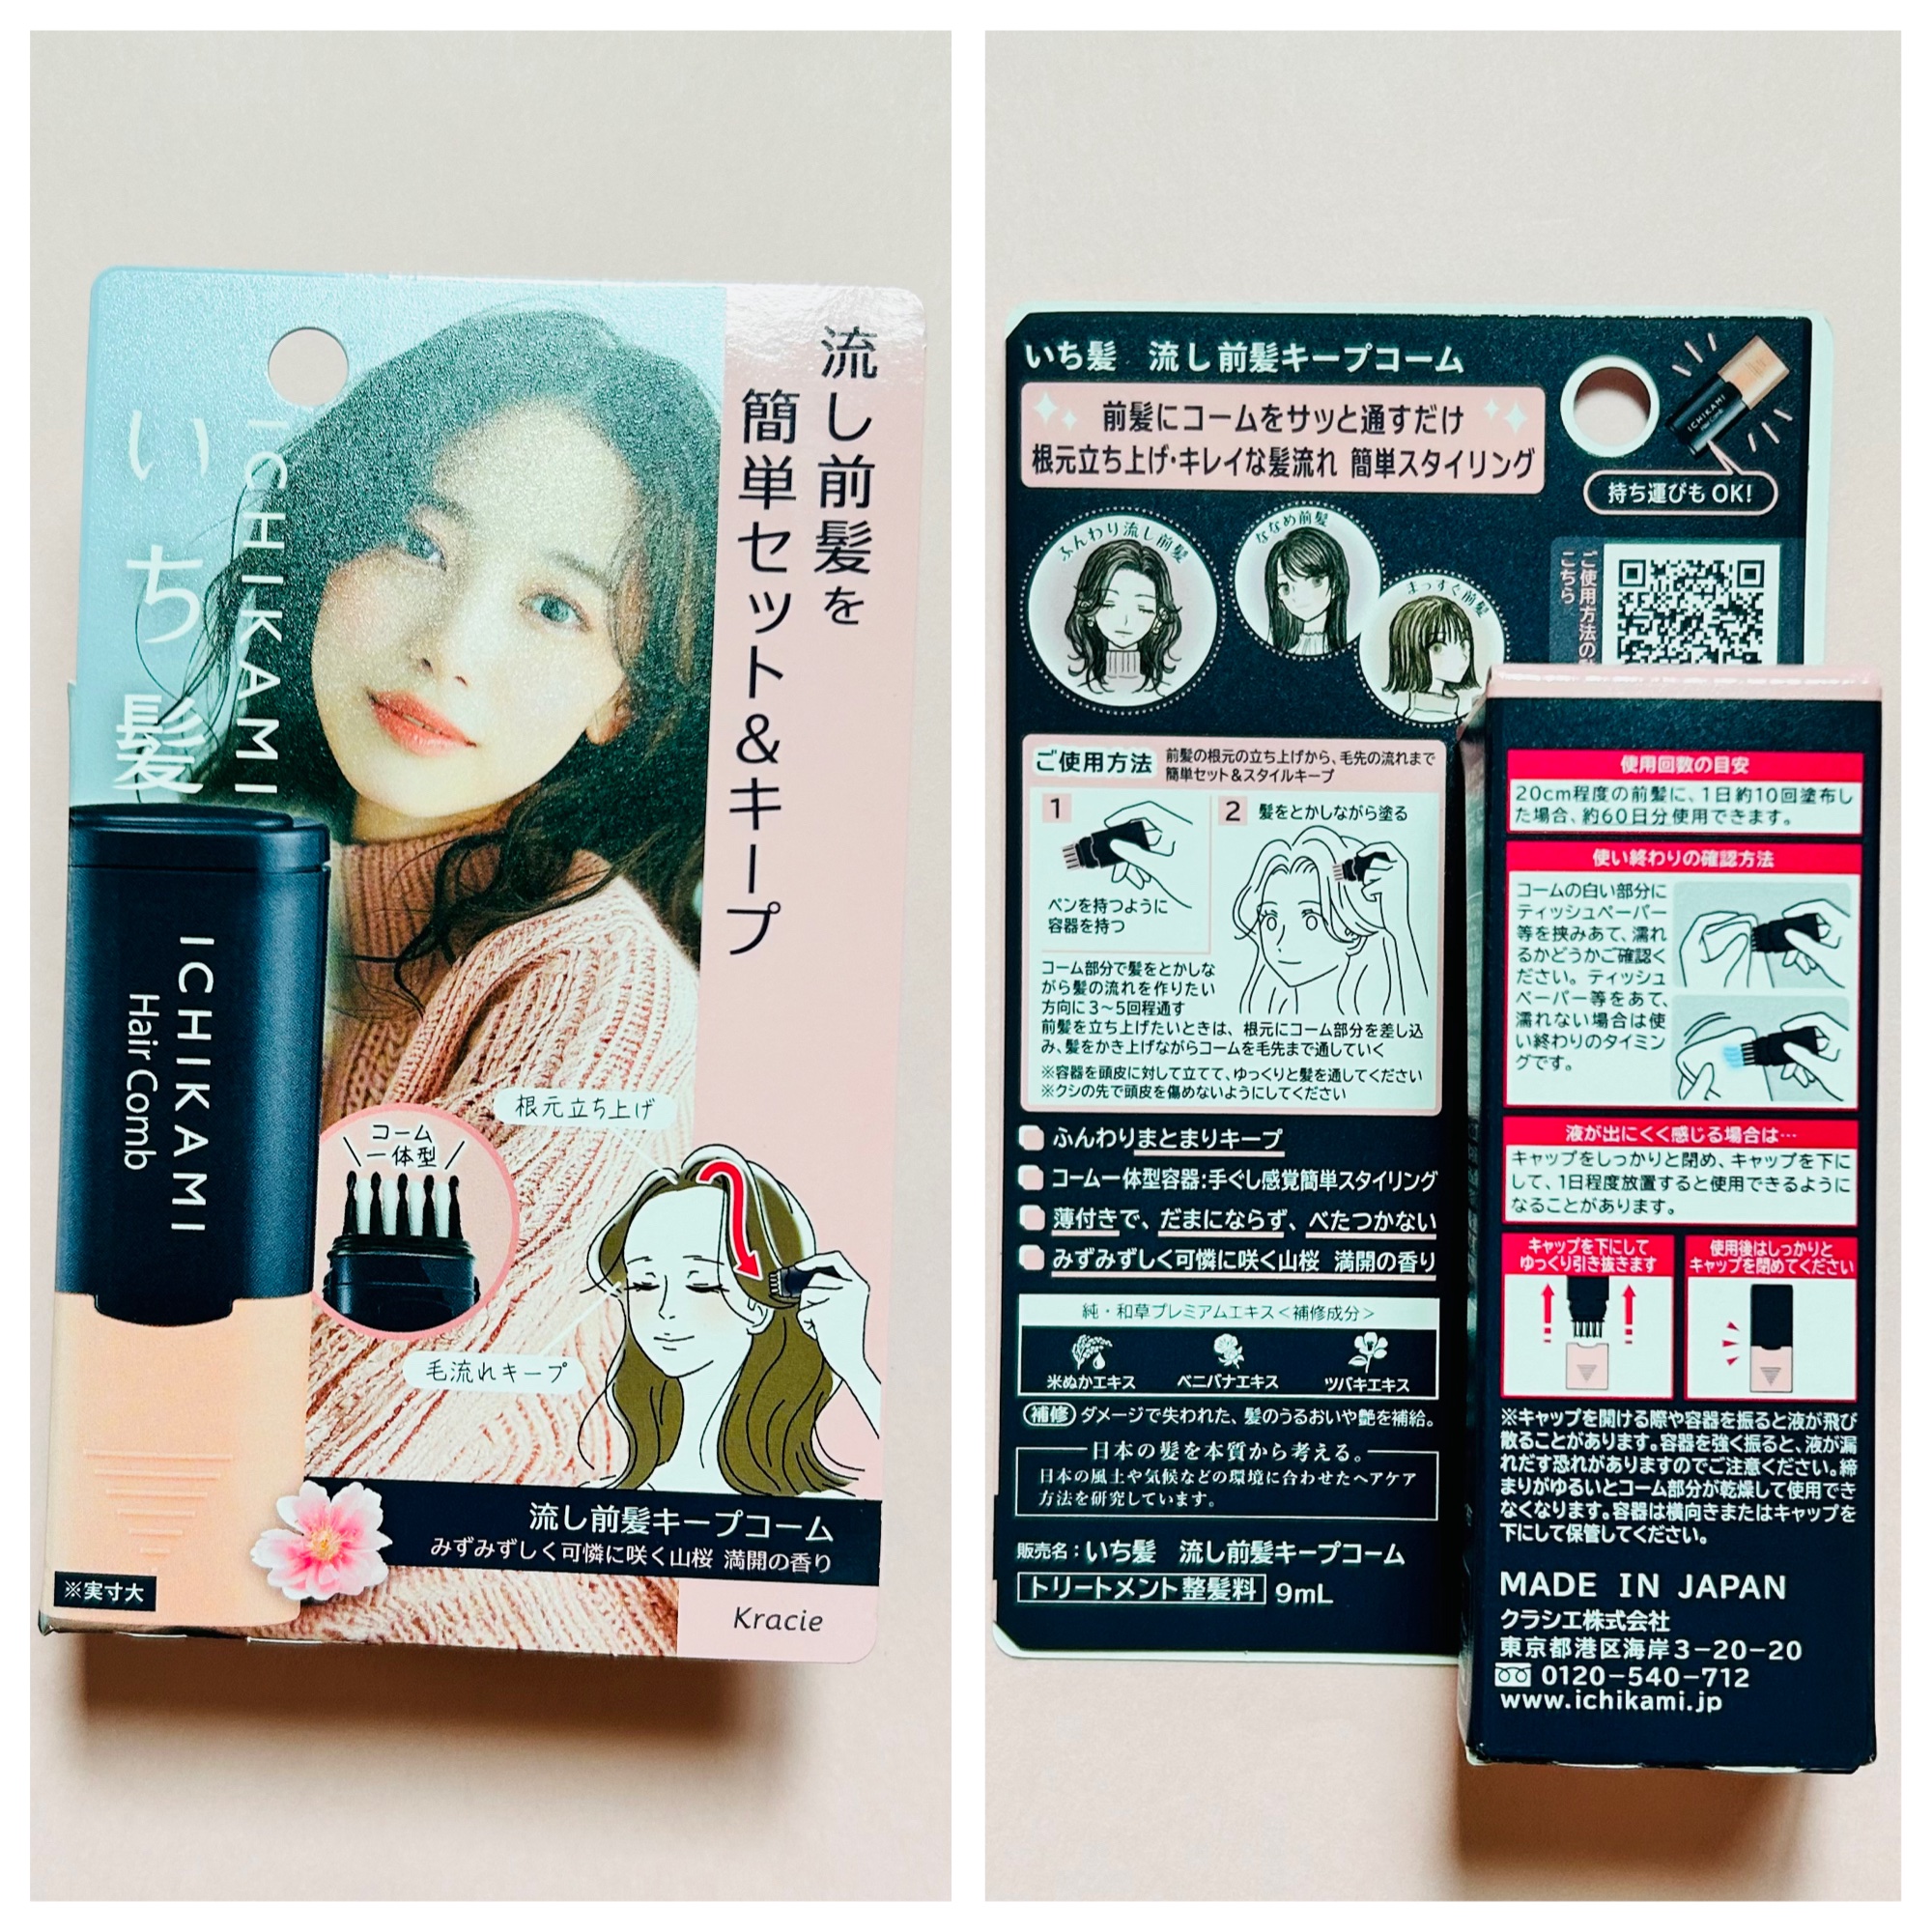 流し前髪を
簡単セット＆キープ
いち髪
ICHIKAMI
ICHIKAMI
Hair Comb
コーム
一体型
根元立ち上げ
毛流れキープ
流し前髪キープコーム
みずみずしく可憐に咲く山桜 満開の香り
※実寸大
Kracie
いち髪 流し前髪キープコーム
前髪にコームをサッと通すだけ
根元立ち上げ・キレイな髪流れ 簡単スタイリング
ICHIKAMI
持ち運びもOK!
ふんわり流し前髪
ななめ前髪
まっすぐ前髪
ご使用方法の
こちら
ご使用方法
前髪の根元の立ち上げから、毛先の流れまで
簡単セット＆スタイルキープ
1
ペンを持つように
容器を持つ
2 髪をとかしながら塗る
コーム部分で髪をとかしな
がら髪の流れを作りたい
方向に3〜5回程通す
前髪を立ち上げたいときは、根元にコーム部分を差し込
み、髪をかき上げながらコームを毛先まで通していく
※容器を頭皮に対して立てて、ゆっくりと髪を通してください
※クシの先で頭皮を傷めないようにしてください
ふんわりまとまりキープ
コーム一体型容器：手ぐし感覚簡単スタイリング
薄付きで、だまにならず、べたつかない
みずみずしく可憐に咲く山桜 満開の香り
純・和草プレミアムエキス＜補修成分＞
米ぬかエキス
ベニバナエキス
ツバキエキス
補修 ダメージで失われた、髪のうるおいや艶を補給。
日本の髪を本質から考える。
日本の風土や気候などの環境に合わせたヘアケア
方法を研究しています。
販売名：いち髪 流し前髪キープコーム
トリートメント整髪料 9mL
使用回数の目安
20cm程度の前髪に、1日約10回塗布し
た場合、約60日分使用できます。
使い終わりの確認方法
コームの白い部分に
ティッシュペーパー
等を挟みあて、濡れ
るかどうかご確認く
ださい。ティッシュ
ペーパー等をあて、
濡れない場合は使
い終わりのタイミン
グです。
液が出にくく感じる場合は…
キャップをしっかりと閉め、キャップを下に
して、1日程度放置すると使用できるように
なることがあります。
キャップを下にして
ゆっくり引き抜きます
使用後はしっかりと
キャップを閉めてください
※キャップを開ける際や容器を振ると液が飛び
散ることがあります。容器を強く振ると、液が漏
れだす恐れがありますのでご注意ください。締
まりがゆるいとコーム部分が乾燥して使用でき
なくなります。容器は横向きまたはキャップを
下にして保管してください。
MADE IN JAPAN
クラシエ株式会社
東京都港区海岸3-20-20
0120-540-712
www.ichikami.jp